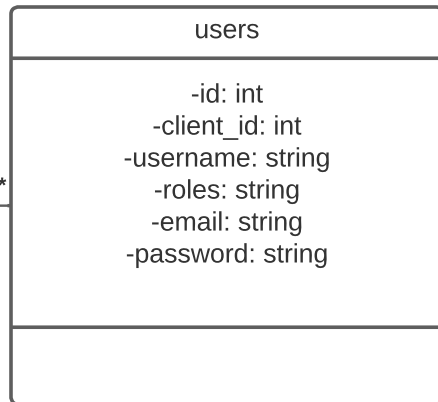 users
-id: int
-client_id: int
-username: string
*
-roles: string
-email: string
-password: string